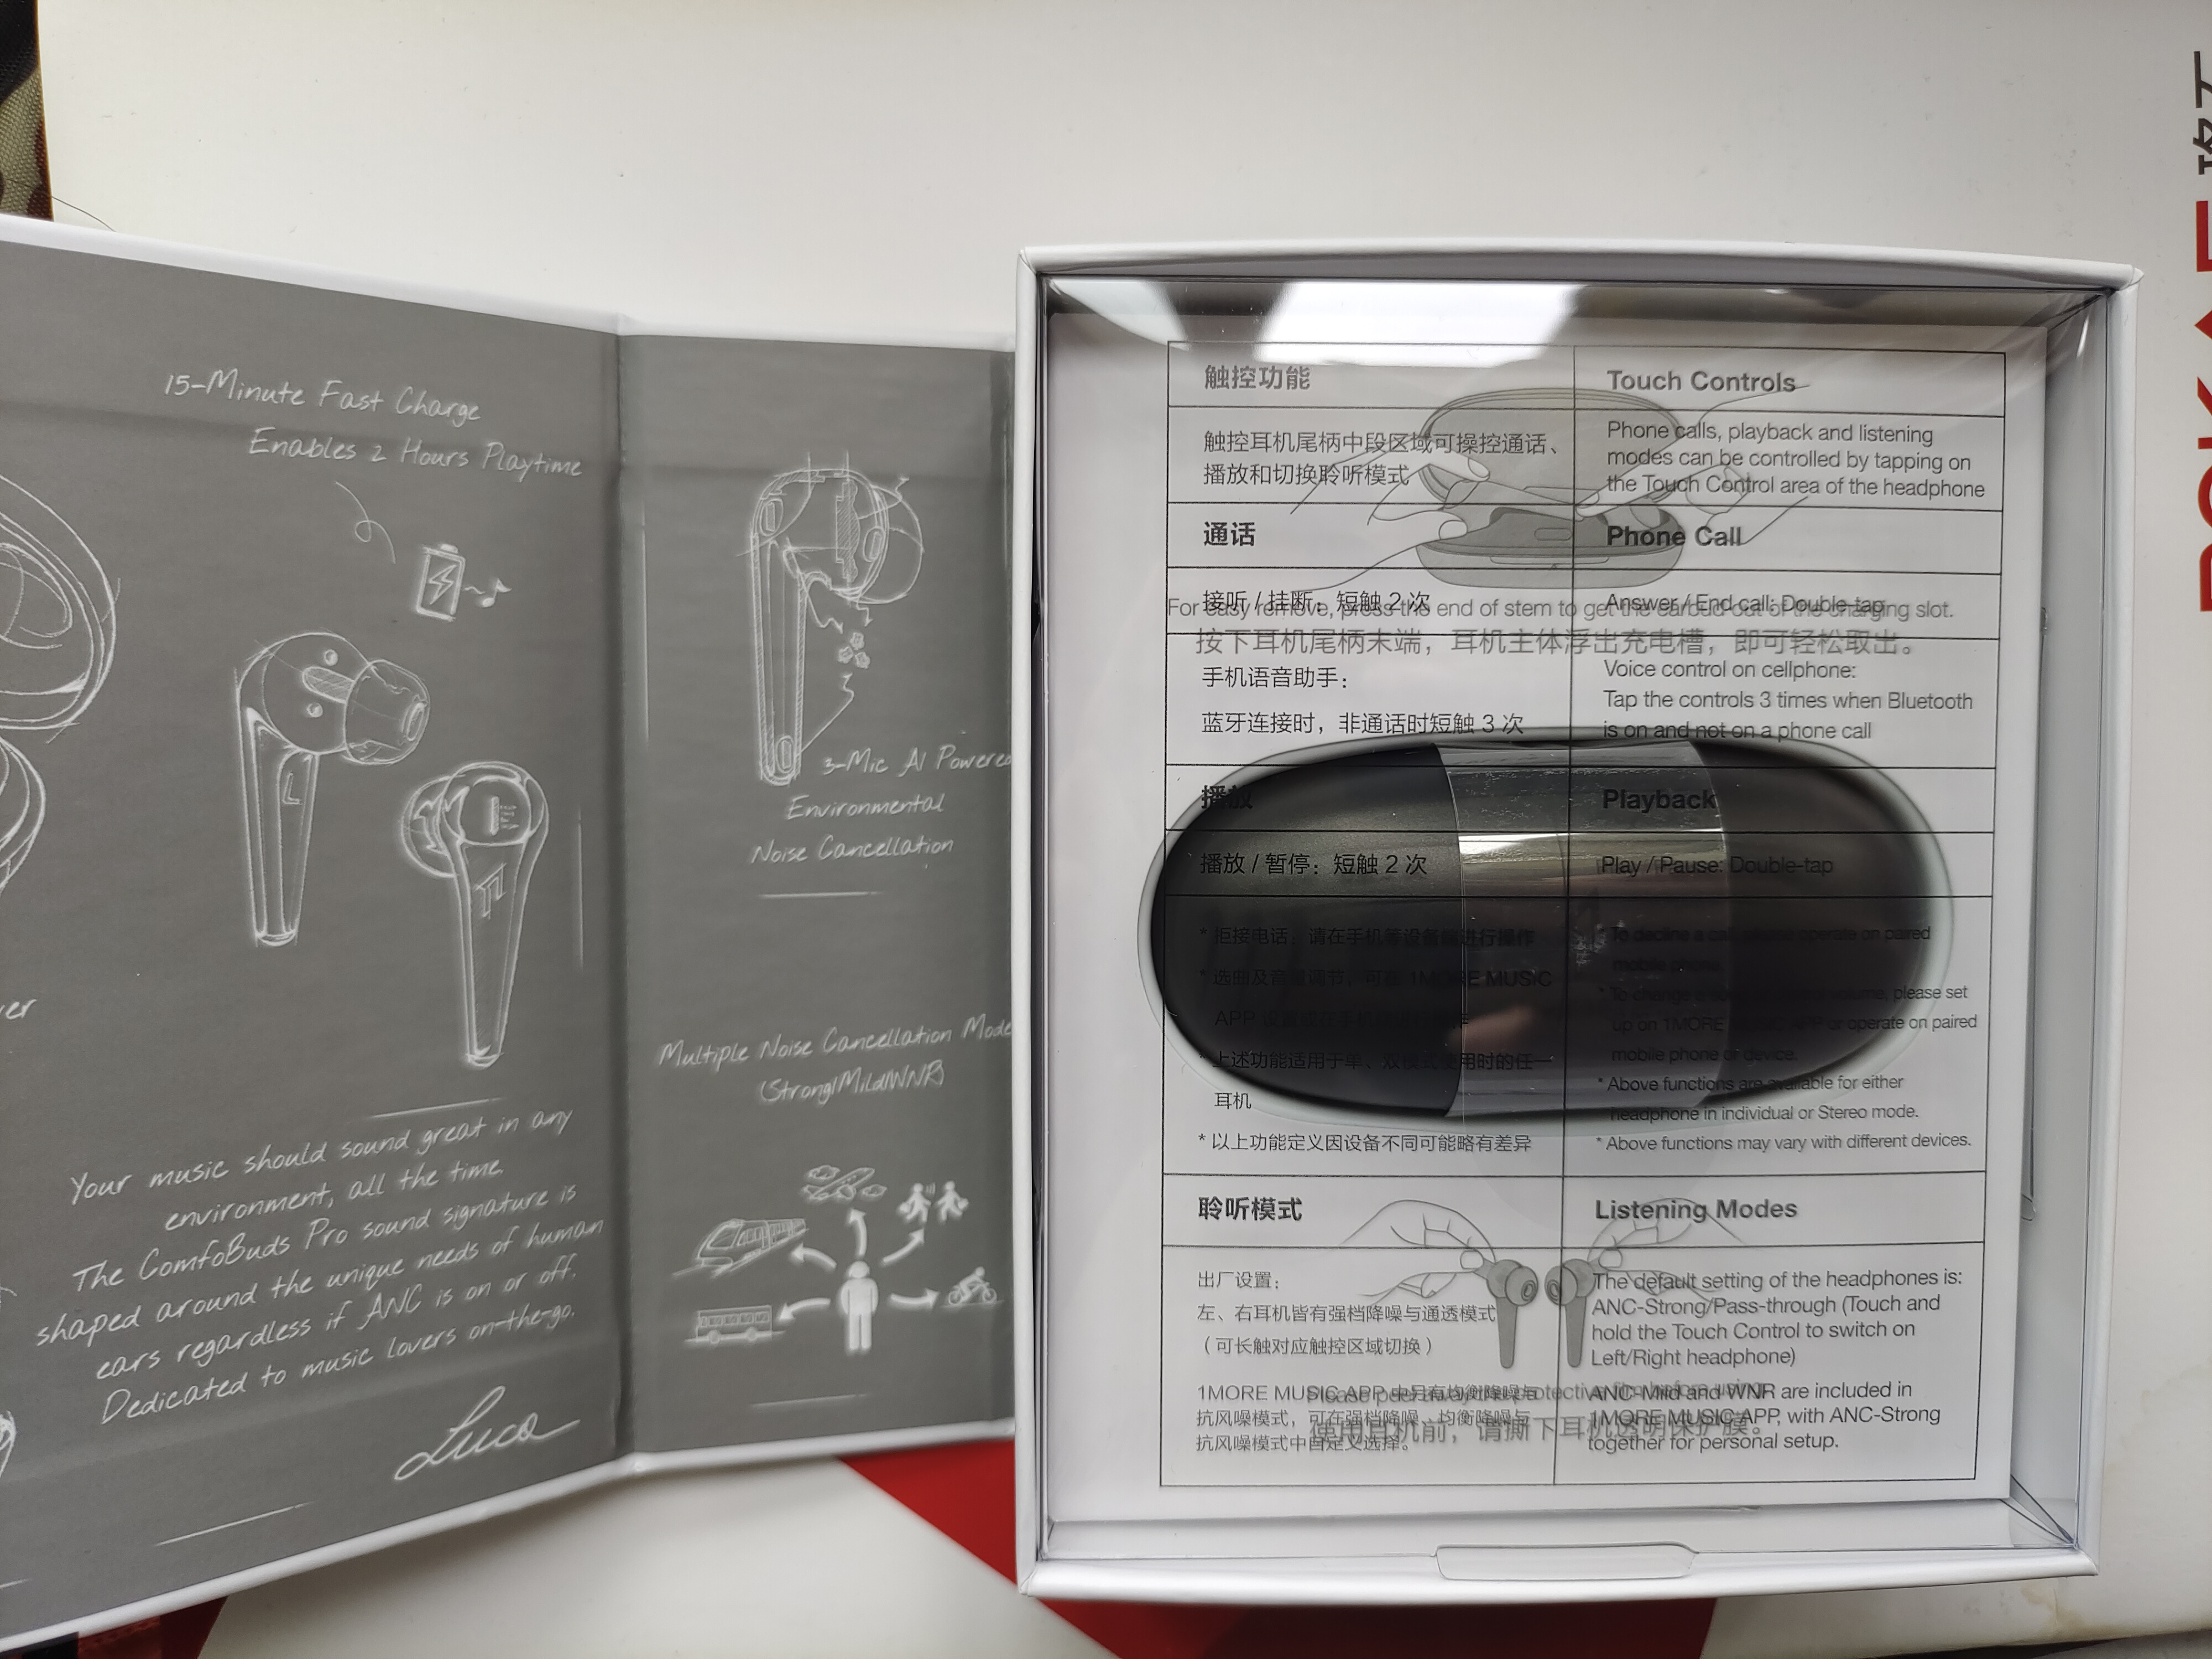 15-Minute Fast Charge
Enables 2 Hours Playtime
L
Your music should sound great in any
environment, all the time.
The ComfoBuds Pro sound signature is
shaped around the unique needs of human
ears regardless if ANC is on or off.
Dedicated to music lovers on-the-go.
Luca
3-Mic AI Powered
Environmental
Noise Cancellation
Multiple Noise Cancellation Mode
(Strong/Mild/WNR)
触控功能
触控耳机尾柄中段区域可操控通话、
播放和切换聆听模式
通话
接听 / 挂断：短触 2 次
手机语音助手：
蓝牙连接时，非通话时短触 3 次
播放
播放 / 暂停：短触 2 次
* 拒接电话，请在手机等设备端进行操作
* 选曲及音量调节，可在 1MORE MUSIC
APP
* 上述功能适用于单、双模式使用时的任一
耳机
* 以上功能定义因设备不同可能略有差异
聆听模式
出厂设置：
左、右耳机皆有强档降噪与通透模式
（可长触对应触控区域切换）
1MORE MUSIC APP 中另有均衡降噪与
抗风噪模式，可在强档降噪、均衡降噪与
抗风噪模式中自定义选择。
Touch Controls
Phone calls, playback and listening
modes can be controlled by tapping on
the Touch Control area of the headphone
Phone Call
Answer / End call: Double-tap
Voice control on cellphone:
Tap the controls 3 times when Bluetooth
is on and not on a phone call
Playback
Play / Pause: Double-tap
* To decline a call, please operate on paired
mobile phone.
* To change volume, please set
up on 1MORE or operate on paired
mobile phone or device.
* Above functions are available for either
headphone in individual or Stereo mode.
* Above functions may vary with different devices.
Listening Modes
The default setting of the headphones is:
ANC-Strong/Pass-through (Touch and
hold the Touch Control to switch on
Left/Right headphone)
ANC-Mild and WNR are included in
1MORE MUSIC APP, with ANC-Strong
together for personal setup.
For easy remove, press the end of stem to get the earbud out of the charging slot.
按下耳机尾柄末端，耳机主体浮出充电槽，即可轻松取出。
Please peel away the protective film before using.
使用耳机前，请撕下耳机透明保护膜。